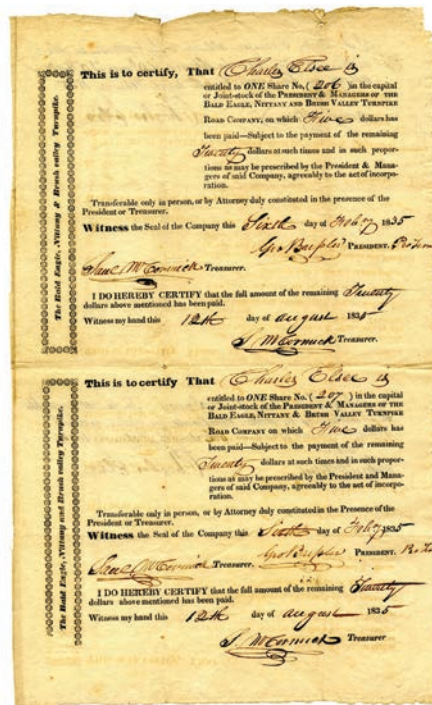 The Bald Eagle, Nittany & Brush valley Turnpike.
This is to certify, That Charles Elsee is
entitled to ONE Share No. (206) in the capital
or Joint-stock of the PRESIDENT & MANAGERS OF THE
BALD EAGLE, NITTANY AND BRUSH VALLEY TURNPIKE
ROAD COMPANY, on which Five dollars has
been paid—Subject to the payment of the remaining
Twenty dollars at such times and in such propor-
tions as may be prescribed by the President & Mana-
gers of said Company, agreeably to the act of incorpo-
ration.
Transferable only in person, or by Attorney duly constituted in the presence of the
President or Treasurer.
Witness the Seal of the Company this Sixth day of Feby 1835
Geo PRESIDENT. Pro Tem
Saml McCormick Treasurer.
I DO HEREBY CERTIFY that the full amount of the remaining Twenty
dollars above mentioned has been paid.
Witness my hand this 12th day of august 1835
S. McCormick Treasurer.
The Bald Eagle, Nittany and Brush valley Turnpike.
This is to certify That Charles Elsee is
entitled to ONE Share No. (207) in the capital
or Joint-stock of the PRESIDENT & MANAGERS OF THE
BALD EAGLE, NITTANY & BRUSH VALLEY TURNPIKE
ROAD COMPANY on which Five dollars has
been paid—Subject to the payment of the remaining
Twenty dollars at such times and in such propor-
tions as may be prescribed by the President and Mana-
gers of said Company, agreeably to the act of incorpo-
ration.
Transferable only in person, or by Attorney duly constituted in the Presence of the
President or Treasurer.
Witness the Seal of the Company this Sixth day of Feby 1835
Geo PRESIDENT. Pro Tem
Saml McCormick Treasurer.
I DO HEREBY CERTIFY that the full amount of the remaining Twenty
dollars above mentioned has been paid.
Witness my hand this 12th day of august 1835
S. McCormick Treasurer